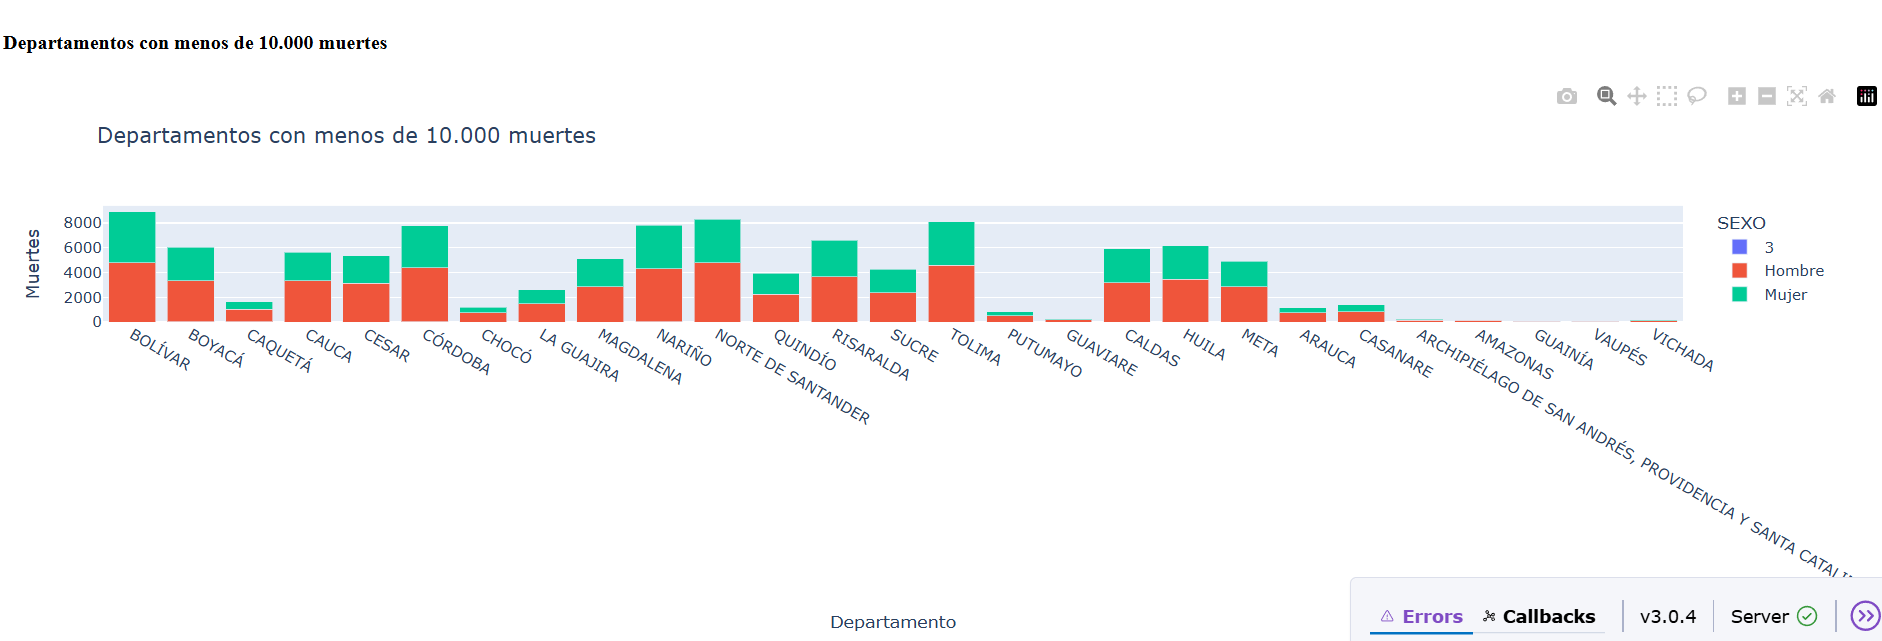 Departamentos con menos de 10.000 muertes
Departamentos con menos de 10.000 muertes
SEXO
3
Hombre
Mujer
Muertes
8000
6000
4000
2000
0
BOLÍVAR
BOYACÁ
CAQUETÁ
CAUCA
CESAR
CÓRDOBA
CHOCÓ
LA GUAJIRA
MAGDALENA
NARIÑO
NORTE DE SANTANDER
QUINDÍO
RISARALDA
SUCRE
TOLIMA
PUTUMAYO
GUAVIARE
CALDAS
HUILA
META
ARAUCA
CASANARE
ARCHIPIÉLAGO DE SAN ANDRÉS, PROVIDENCIA Y SANTA
AMAZONAS
GUAINÍA
VAUPÉS
VICHADA
Departamento
Errors Callbacks v3.0.4 Server